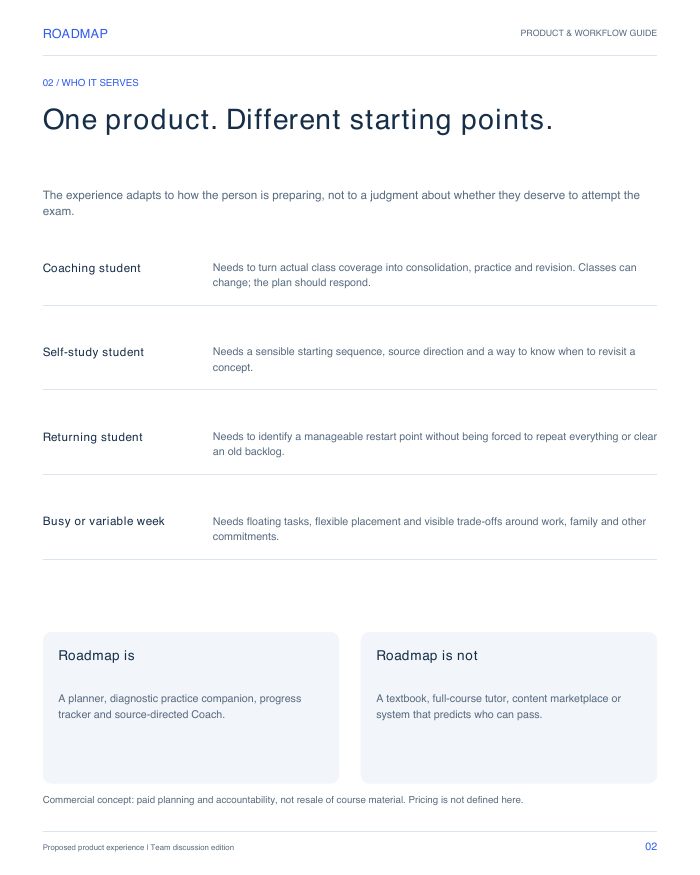 ROADMAP
PRODUCT & WORKFLOW GUIDE
02 / WHO IT SERVES
One product. Different starting points.
The experience adapts to how the person is preparing, not to a judgment about whether they deserve to attempt the
exam.
Coaching student
Needs to turn actual class coverage into consolidation, practice and revision. Classes can
change; the plan should respond.
Self-study student
Needs a sensible starting sequence, source direction and a way to know when to revisit a
concept.
Returning student
Needs to identify a manageable restart point without being forced to repeat everything or clear
an old backlog.
Busy or variable week
Needs floating tasks, flexible placement and visible trade-offs around work, family and other
commitments.
Roadmap is
A planner, diagnostic practice companion, progress
tracker and source-directed Coach.
Roadmap is not
A textbook, full-course tutor, content marketplace or
system that predicts who can pass.
Commercial concept: paid planning and accountability, not resale of course material. Pricing is not defined here.
Proposed product experience | Team discussion edition
02